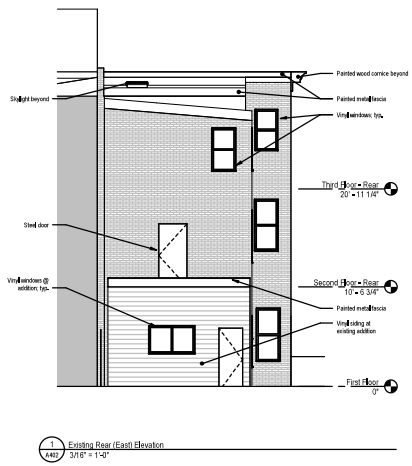 Painted wood cornice beyond
Skylight beyond
Painted metal fascia
Vinyl windows; typ.
Third Floor - Rear
20' - 11 1/4"
Steel door
Vinyl windows @
addition; typ.
Second Floor - Rear
10' - 6 3/4"
Painted metal fascia
Vinyl siding at
existing addition
First Floor
0"
1
A402
Existing Rear (East) Elevation
3/16" = 1'-0"